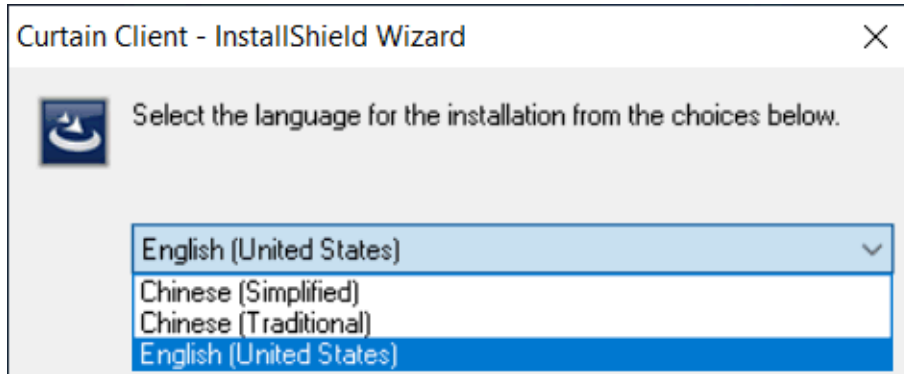 Curtain Client - InstallShield Wizard
Select the language for the installation from the choices below.
English (United States)
Chinese (Simplified)
Chinese (Traditional)
English (United States)